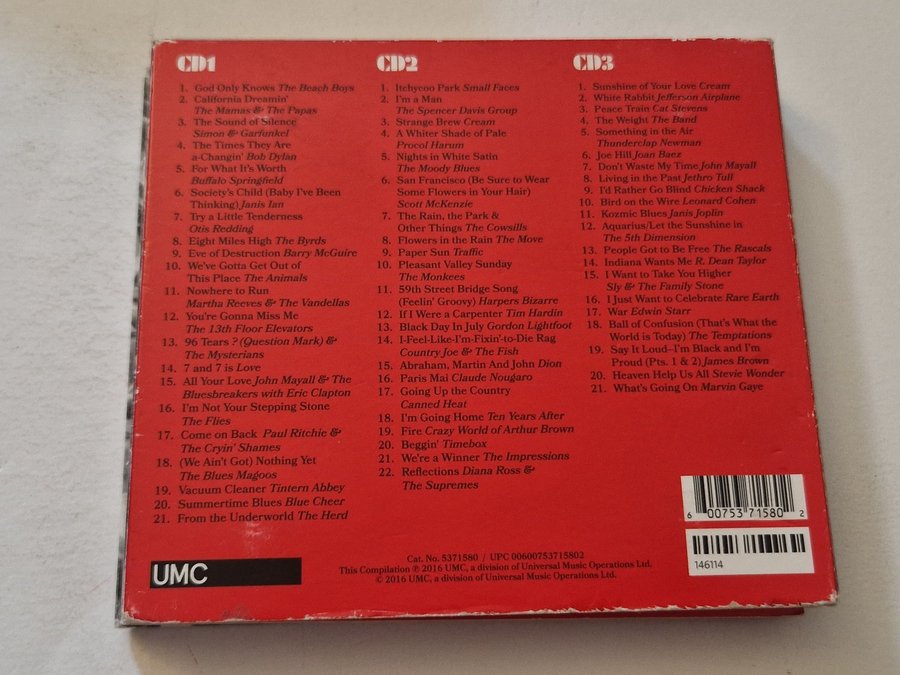 CD1
1. God Only Knows The Beach Boys
2. California Dreamin'
The Mamas & The Papas
3. The Sound of Silence
Simon & Garfunkel
4. The Times They Are
a-Changin' Bob Dylan
5. For What It's Worth
Buffalo Springfield
6. Society's Child (Baby I've Been
Thinking) Janis Ian
7. Try a Little Tenderness
Otis Redding
8. Eight Miles High The Byrds
9. Eve of Destruction Barry McGuire
10. We've Gotta Get Out of
This Place The Animals
11. Nowhere to Run
Martha Reeves & The Vandellas
12. You're Gonna Miss Me
The 13th Floor Elevators
13. 96 Tears ? (Question Mark) &
The Mysterians
14. 7 and 7 is Love
15. All Your Love John Mayall & The
Bluesbreakers with Eric Clapton
16. I'm Not Your Stepping Stone
The Flies
17. Come on Back Paul Ritchie &
The Cryin' Shames
18. (We Ain't Got) Nothing Yet
The Blues Magoos
19. Vacuum Cleaner Tintern Abbey
20. Summertime Blues Blue Cheer
21. From the Underworld The Herd
CD2
1. Itchycoo Park Small Faces
2. I'm a Man
The Spencer Davis Group
3. Strange Brew Cream
4. A Whiter Shade of Pale
Procol Harum
5. Nights in White Satin
The Moody Blues
6. San Francisco (Be Sure to Wear
Some Flowers in Your Hair)
Scott McKenzie
7. The Rain, the Park &
Other Things The Cowsills
8. Flowers in the Rain The Move
9. Paper Sun Traffic
10. Pleasant Valley Sunday
The Monkees
11. 59th Street Bridge Song
(Feelin' Groovy) Harpers Bizarre
12. If I Were a Carpenter Tim Hardin
13. Black Day In July Gordon Lightfoot
14. I-Feel-Like-I'm-Fixin'-to-Die Rag
Country Joe & The Fish
15. Abraham, Martin And John Dion
16. Paris Mai Claude Nougaro
17. Going Up the Country
Canned Heat
18. I'm Going Home Ten Years After
19. Fire Crazy World of Arthur Brown
20. Beggin' Timebox
21. We're a Winner The Impressions
22. Reflections Diana Ross &
The Supremes
CD3
1. Sunshine of Your Love Cream
2. White Rabbit Jefferson Airplane
3. Peace Train Cat Stevens
4. The Weight The Band
5. Something in the Air
Thunderclap Newman
6. Joe Hill Joan Baez
7. Don't Waste My Time John Mayall
8. Living in the Past Jethro Tull
9. I'd Rather Go Blind Chicken Shack
10. Bird on the Wire Leonard Cohen
11. Kozmic Blues Janis Joplin
12. Aquarius/Let the Sunshine in
The 5th Dimension
13. People Got to Be Free The Rascals
14. Indiana Wants Me R. Dean Taylor
15. I Want to Take You Higher
Sly & The Family Stone
16. I Just Want to Celebrate Rare Earth
17. War Edwin Starr
18. Ball of Confusion (That's What the
World is Today) The Temptations
19. Say It Loud–I'm Black and I'm
Proud (Pts. 1 & 2) James Brown
20. Heaven Help Us All Stevie Wonder
21. What's Going On Marvin Gaye
6 00753 71580 2
146114
UMC
Cat. No. 5371580 / UPC 00600753715802
This Compilation ℗ 2016 UMC, a division of Universal Music Operations Ltd.
© 2016 UMC, a division of Universal Music Operations Ltd.